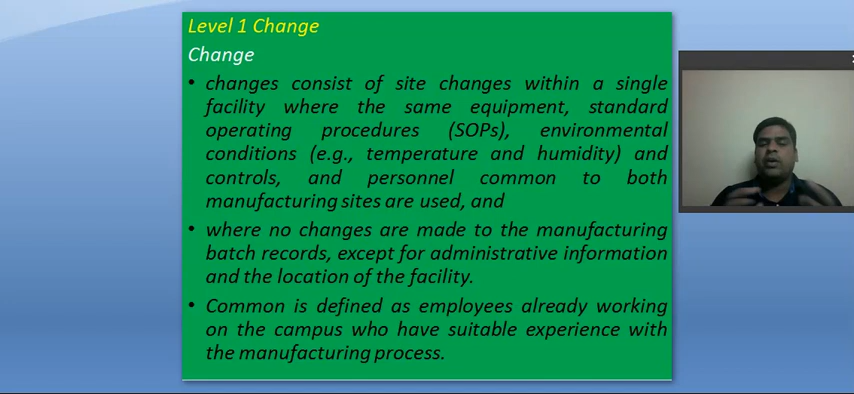 Level 1 Change
Change
• changes consist of site changes within a single
facility where the same equipment, standard
operating procedures (SOPs), environmental
conditions (e.g., temperature and humidity) and
controls, and personnel common to both
manufacturing sites are used, and
• where no changes are made to the manufacturing
batch records, except for administrative information
and the location of the facility.
• Common is defined as employees already working
on the campus who have suitable experience with
the manufacturing process.